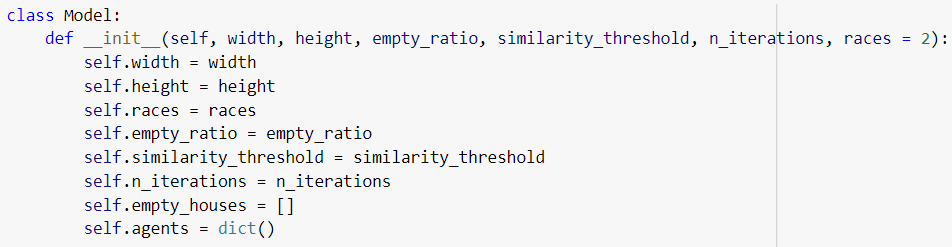 class Model:
    def __init__(self, width, height, empty_ratio, similarity_threshold, n_iterations, races = 2):
        self.width = width
        self.height = height
        self.races = races
        self.empty_ratio = empty_ratio
        self.similarity_threshold = similarity_threshold
        self.n_iterations = n_iterations
        self.empty_houses = []
        self.agents = dict()